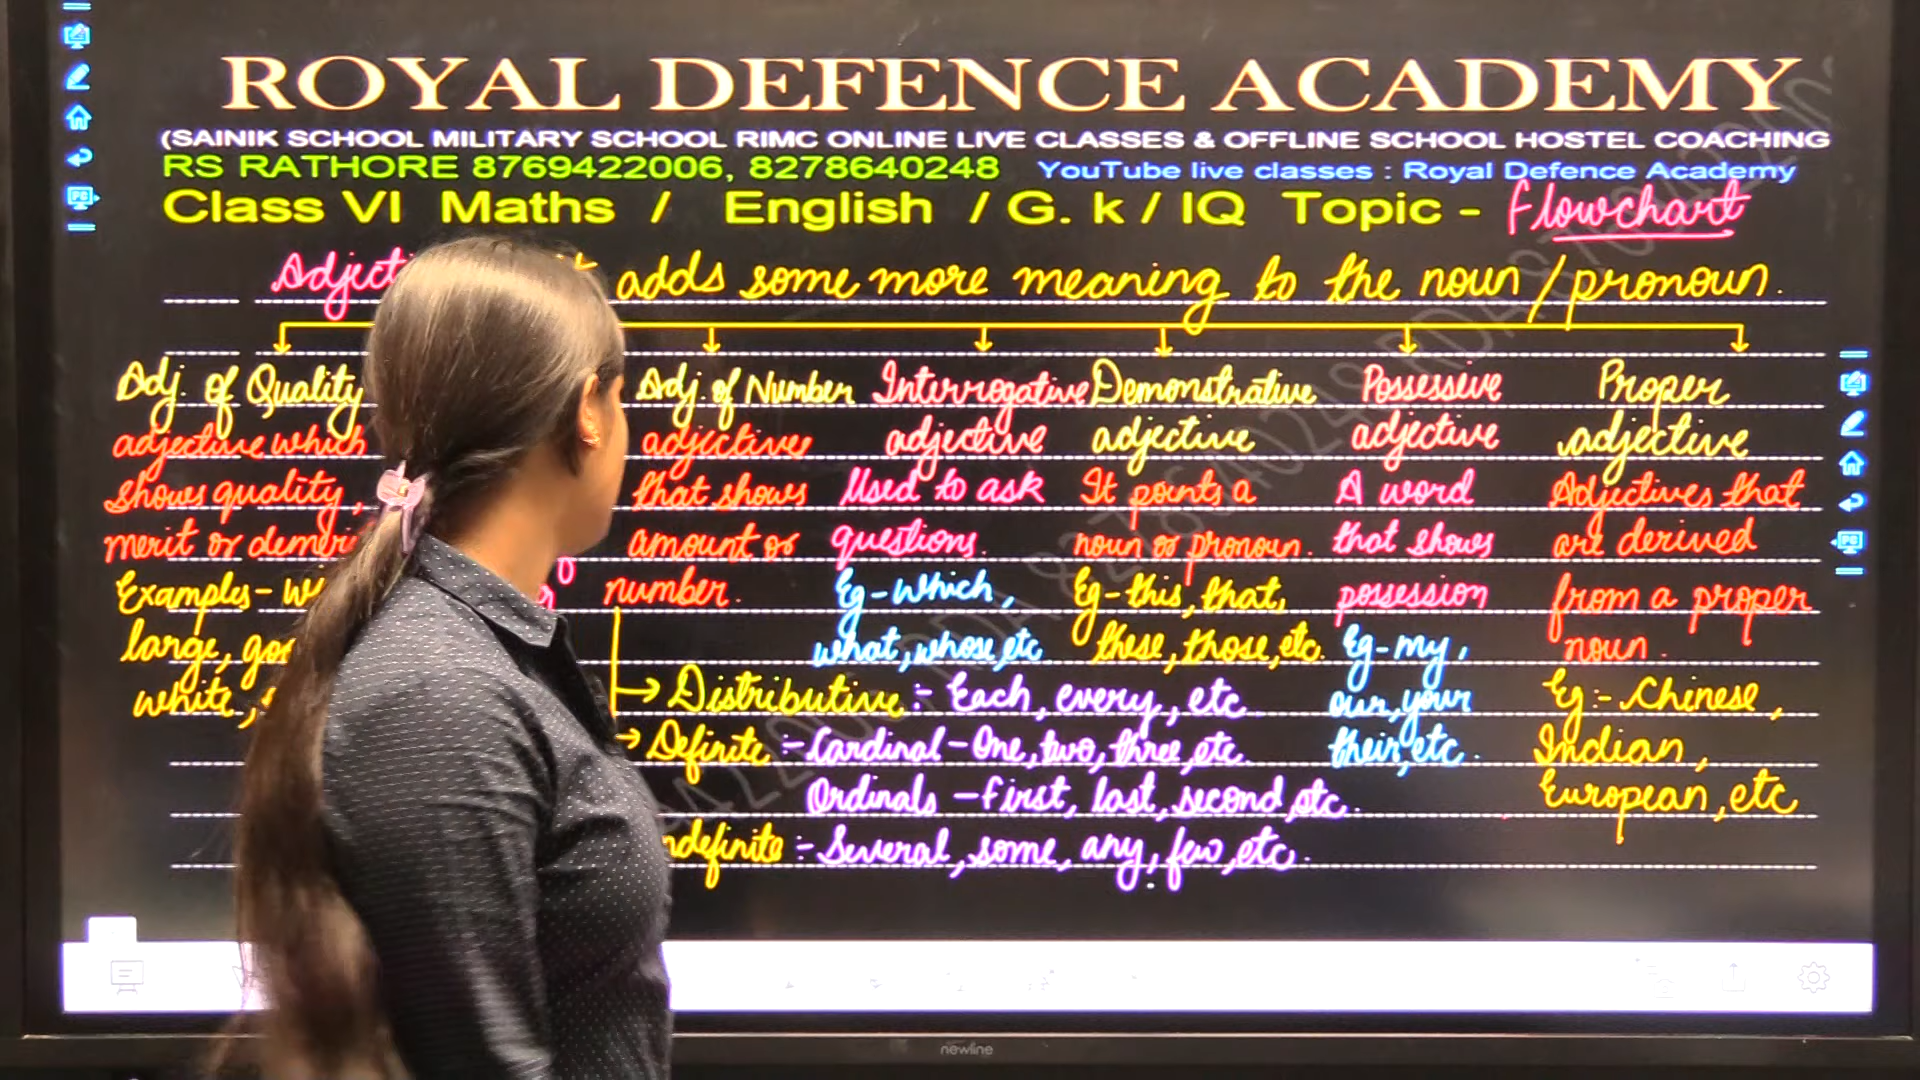 ROYAL DEFENCE ACADEMY
(SAINIK SCHOOL MILITARY SCHOOL RIMC ONLINE LIVE CLASSES & OFFLINE SCHOOL HOSTEL COACHING
RS RATHORE 8769422006, 8278640248 YouTube live classes : Royal Defence Academy
Class VI Maths / English / G. k / IQ Topic - Flowchart
adds some more meaning to the noun / pronoun.
Adj. of Quality
adjective which
shows quality,
merit or
Examples -
large,
white,
Adj. of Number
adjectives
that shows
amount or
number.
Distributive :- Each, every, etc
Definite :- Cardinal - One, two, three, etc.
Ordinals - First, last, second, etc.
:- Several, some, any, few, etc.
Interrogative
adjective
Used to ask
questions.
Eg - which,
what, whose, etc
Demonstrative
adjective
It points a
noun or pronoun.
Eg - this, that,
these, those, etc.
Possessive
adjective
A word
that shows
possession
Eg - my,
our, your
their, etc.
Proper
adjective
Adjectives that
are derived
from a proper
noun.
Eg :- Chinese,
Indian,
European, etc
newline